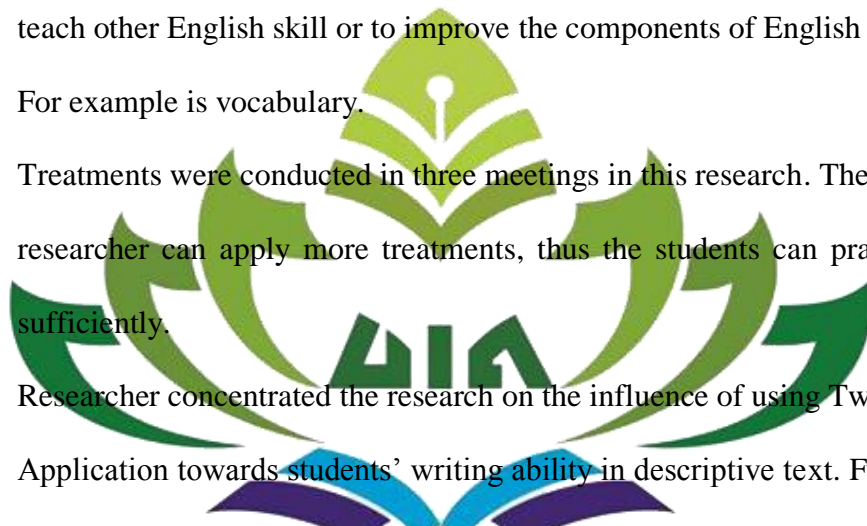 teach other English skill or to improve the components of English
For example is vocabulary.
Treatments were conducted in three meetings in this research. The
researcher can apply more treatments, thus the students can pra
sufficiently.
UIN
Researcher concentrated the research on the influence of using Tw
Application towards students’ writing ability in descriptive text. F